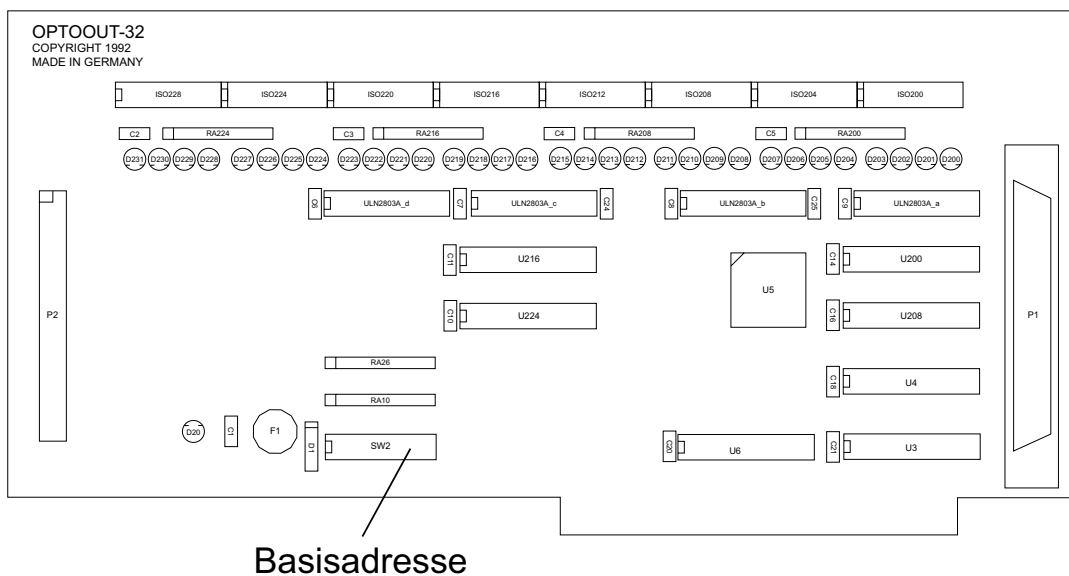 OPTOOUT-32
COPYRIGHT 1992
MADE IN GERMANY
ISO228 ISO224 ISO220 ISO216 ISO212 ISO208 ISO204 ISO200
C2 RA224 C3 RA216 C4 RA208 C5 RA200
D231 D230 D229 D228 D227 D226 D225 D224 D223 D222 D221 D220 D219 D218 D217 D216 D215 D214 D213 D212 D211 D210 D209 D208 D207 D206 D205 D204 D203 D202 D201 D200
C6 ULN2803A_d C7 ULN2803A_c C24 C8 ULN2803A_b C25 C9 ULN2803A_a
C11 U216 C14 U200
U5
P2 C10 U224 C16 U208 P1
RA26
C18 U4
RA10
D20 C1 F1 D1 SW2 C20 U6 C21 U3
Basisadresse